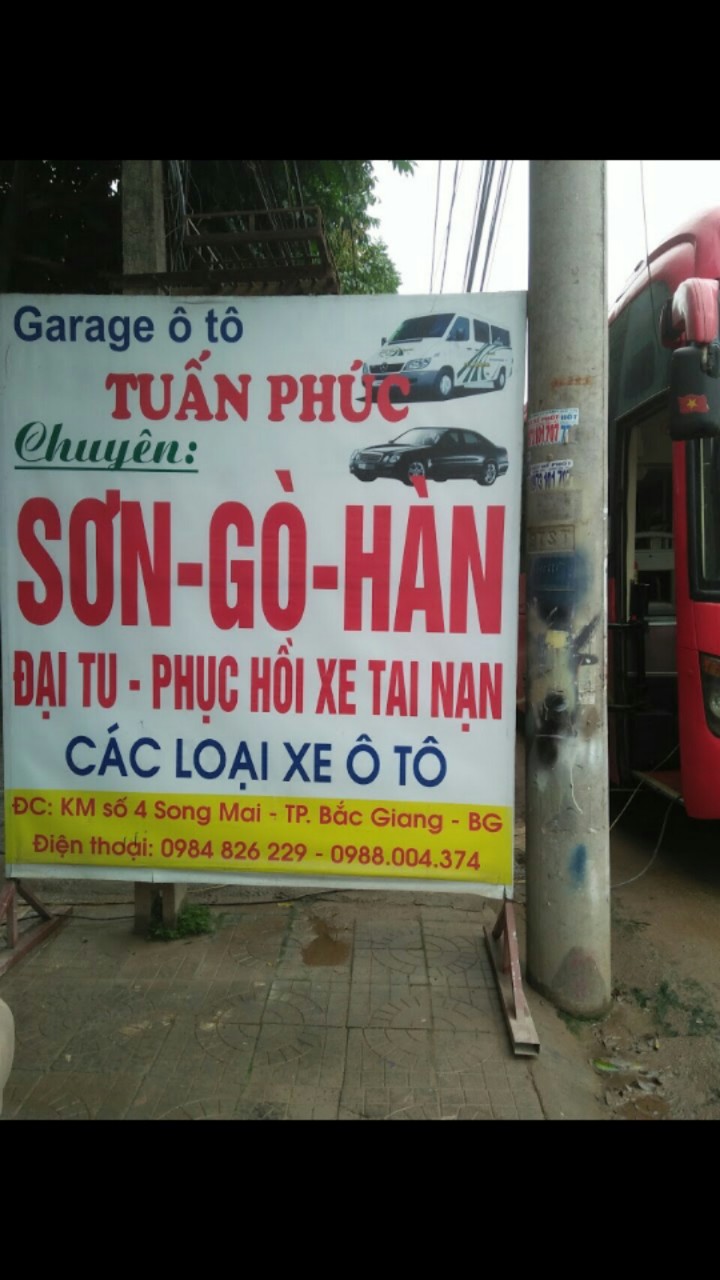 Garage ô tô
TUẤN PHÚC
Chuyên:
SƠN-GÒ-HÀN
ĐẠI TU - PHỤC HỒI XE TAI NẠN
CÁC LOẠI XE Ô TÔ
ĐC: KM số 4 Song Mai - TP. Bắc Giang - BG
Điện thoại: 0984 826 229 - 0988.004.374